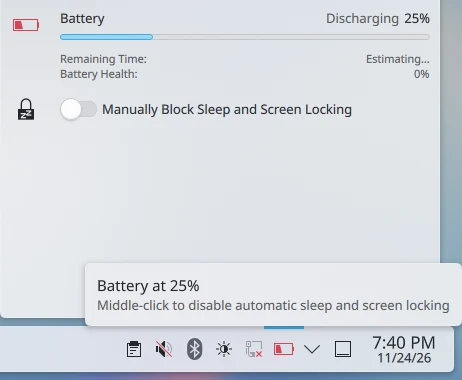 Battery Discharging 25%
Remaining Time: Estimating...
Battery Health: 0%
zz
Manually Block Sleep and Screen Locking
Battery at 25%
Middle-click to disable automatic sleep and screen locking
7:40 PM
11/24/26